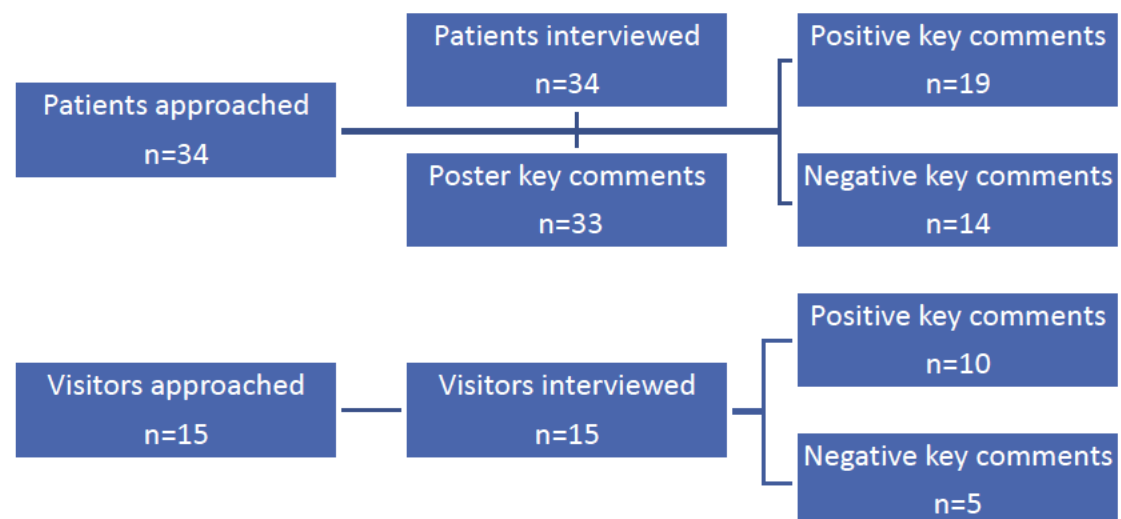 Patients approached
n=34
Patients interviewed
n=34
Poster key comments
n=33
Positive key comments
n=19
Negative key comments
n=14
Visitors approached
n=15
Visitors interviewed
n=15
Positive key comments
n=10
Negative key comments
n=5